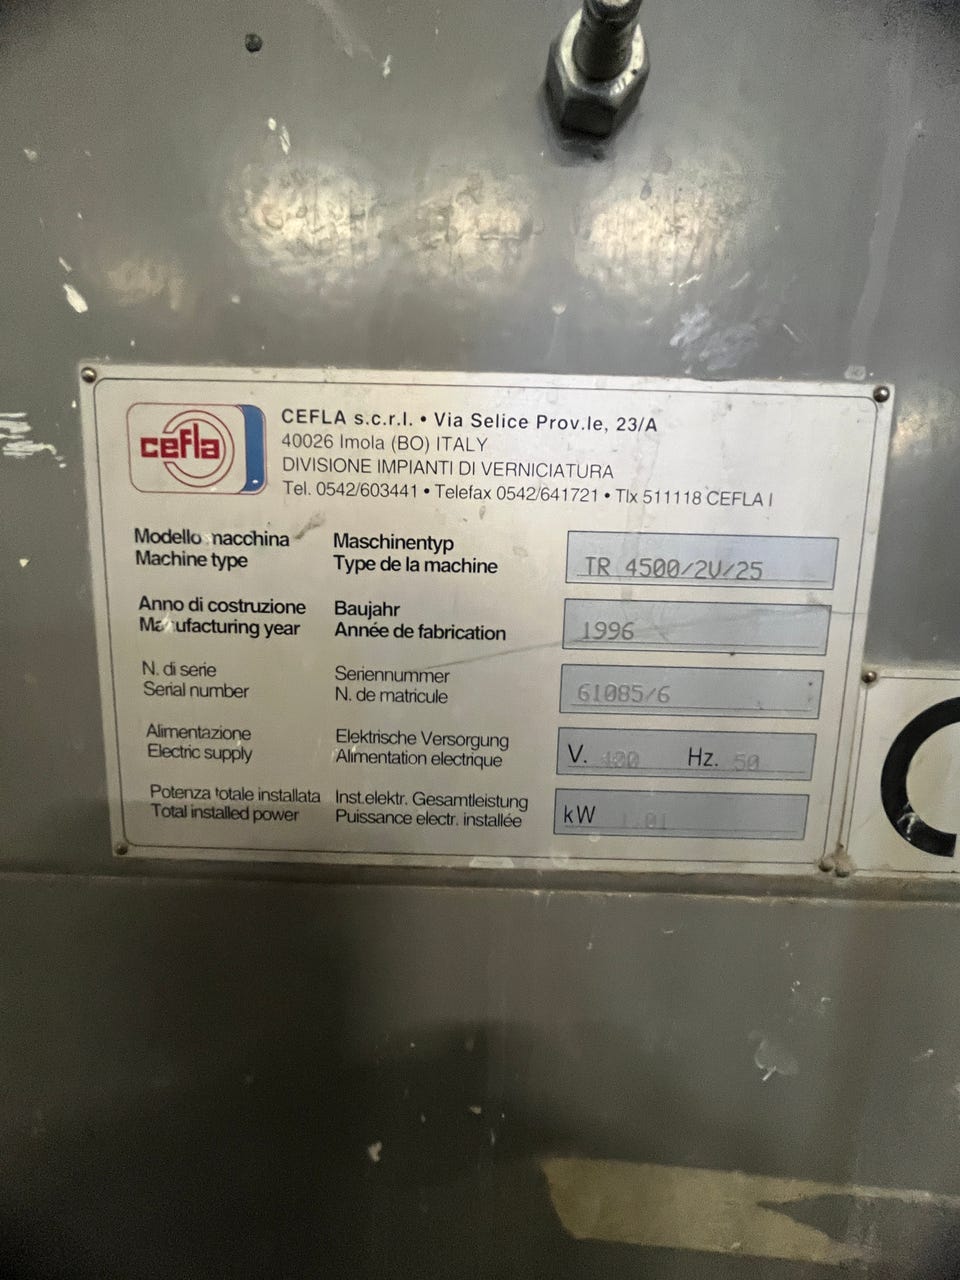 cefla
CEFLA s.c.r.l. • Via Selice Prov.le, 23/A
40026 Imola (BO) ITALY
DIVISIONE IMPIANTI DI VERNICIATURA
Tel. 0542/603441 • Telefax 0542/641721 • Tlx 511118 CEFLA I
Modello macchina Maschinentyp
Machine type Type de la machine
TR 4500/2V/25
Anno di costruzione Baujahr
Manufacturing year Année de fabrication
1996
N. di serie Seriennummer
Serial number N. de matricule
61085/6
Alimentazione Elektrische Versorgung
Electric supply Alimentation electrique
V. Hz. 50
Potenza totale installata Inst.elektr. Gesamtleistung
Total installed power Puissance electr. installée
kW